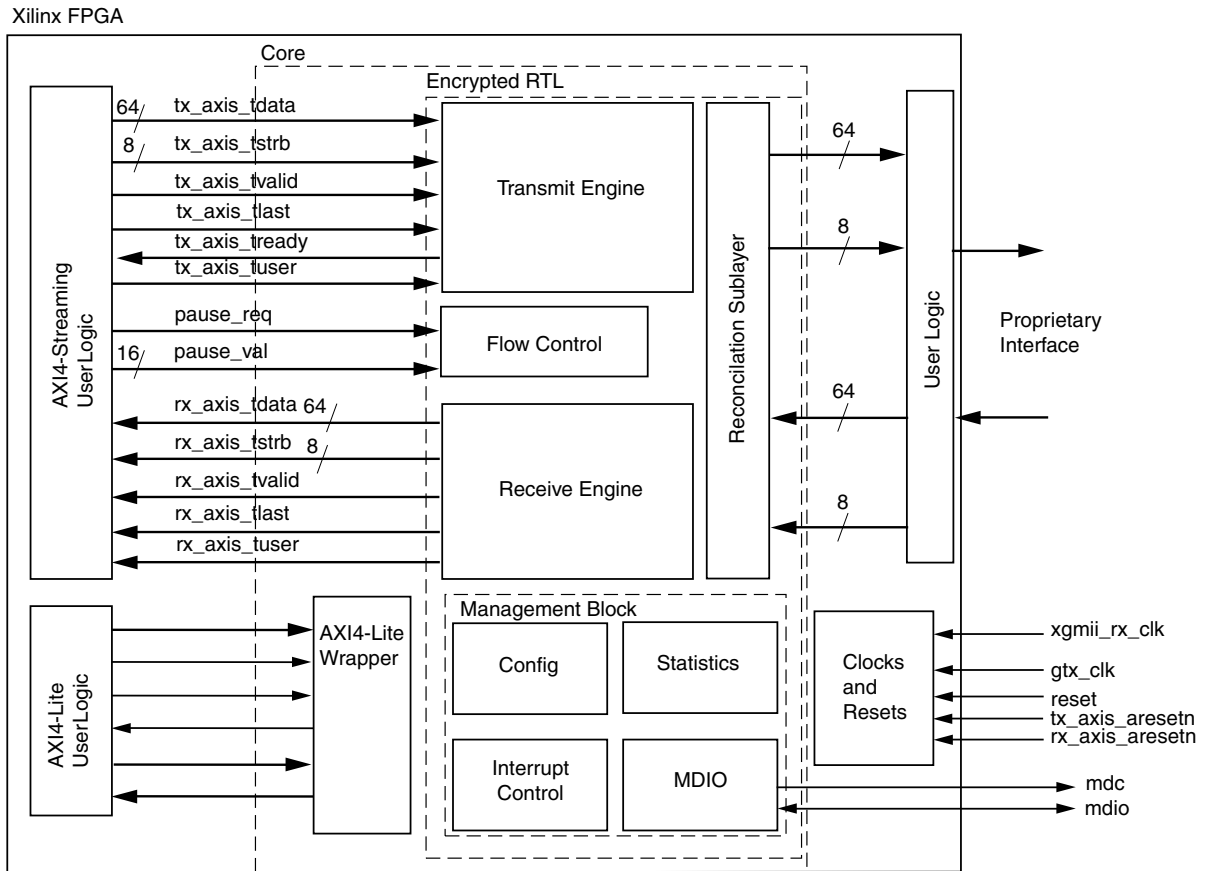 Xilinx FPGA
Core
Encrypted RTL
64
tx_axis_tdata
8
tx_axis_tstrb
tx_axis_tvalid
tx_axis_tlast
tx_axis_tready
tx_axis_tuser
pause_req
16
pause_val
rx_axis_tdata
64
rx_axis_tstrb
8
rx_axis_tvalid
rx_axis_tlast
rx_axis_tuser
AXI4-Streaming
UserLogic
Transmit Engine
Flow Control
Receive Engine
Reconcilation Sublayer
64
8
64
8
User Logic
Proprietary
Interface
AXI4-Lite
UserLogic
AXI4-Lite
Wrapper
Management Block
Config
Statistics
Interrupt
Control
MDIO
Clocks
and
Resets
xgmii_rx_clk
gtx_clk
reset
tx_axis_aresetn
rx_axis_aresetn
mdc
mdio